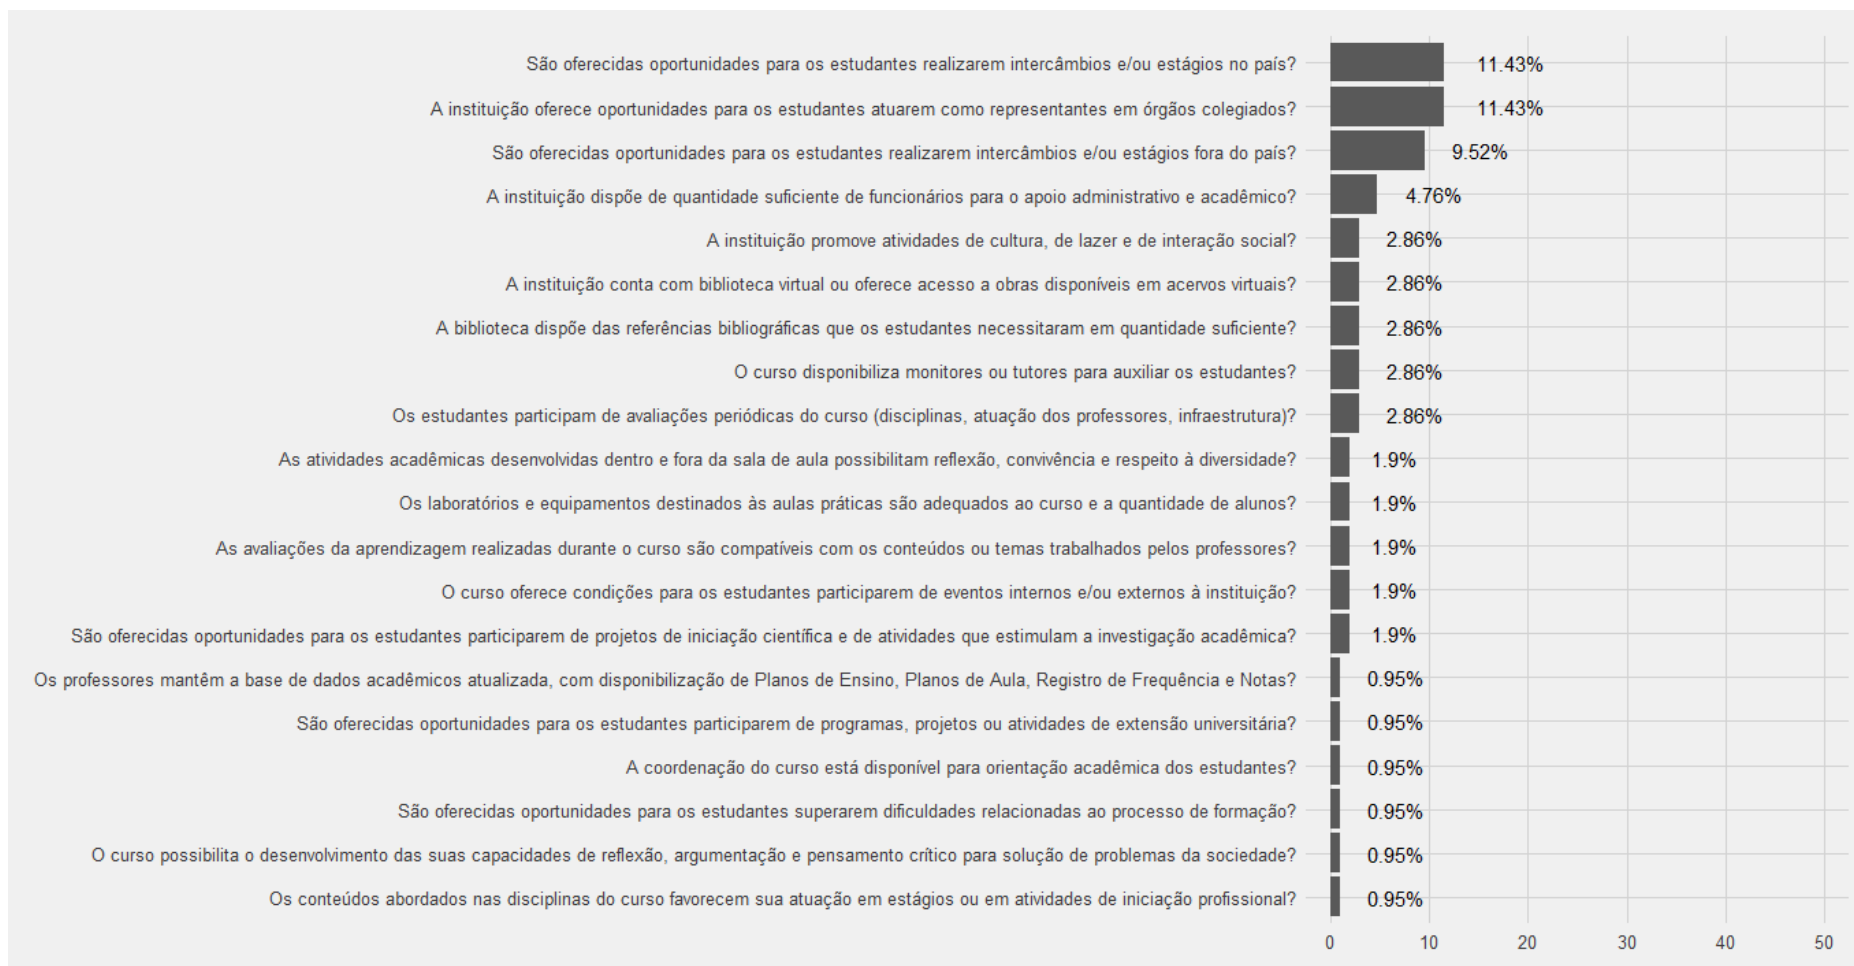 São oferecidas oportunidades para os estudantes realizarem intercâmbios e/ou estágios no país? 11.43%
A instituição oferece oportunidades para os estudantes atuarem como representantes em órgãos colegiados? 11.43%
São oferecidas oportunidades para os estudantes realizarem intercâmbios e/ou estágios fora do país? 9.52%
A instituição dispõe de quantidade suficiente de funcionários para o apoio administrativo e acadêmico? 4.76%
A instituição promove atividades de cultura, de lazer e de interação social? 2.86%
A instituição conta com biblioteca virtual ou oferece acesso a obras disponíveis em acervos virtuais? 2.86%
A biblioteca dispõe das referências bibliográficas que os estudantes necessitaram em quantidade suficiente? 2.86%
O curso disponibiliza monitores ou tutores para auxiliar os estudantes? 2.86%
Os estudantes participam de avaliações periódicas do curso (disciplinas, atuação dos professores, infraestrutura)? 2.86%
As atividades acadêmicas desenvolvidas dentro e fora da sala de aula possibilitam reflexão, convivência e respeito à diversidade? 1.9%
Os laboratórios e equipamentos destinados às aulas práticas são adequados ao curso e a quantidade de alunos? 1.9%
As avaliações da aprendizagem realizadas durante o curso são compatíveis com os conteúdos ou temas trabalhados pelos professores? 1.9%
O curso oferece condições para os estudantes participarem de eventos internos e/ou externos à instituição? 1.9%
São oferecidas oportunidades para os estudantes participarem de projetos de iniciação científica e de atividades que estimulam a investigação acadêmica? 1.9%
Os professores mantêm a base de dados acadêmicos atualizada, com disponibilização de Planos de Ensino, Planos de Aula, Registro de Frequência e Notas? 0.95%
São oferecidas oportunidades para os estudantes participarem de programas, projetos ou atividades de extensão universitária? 0.95%
A coordenação do curso está disponível para orientação acadêmica dos estudantes? 0.95%
São oferecidas oportunidades para os estudantes superarem dificuldades relacionadas ao processo de formação? 0.95%
O curso possibilita o desenvolvimento das suas capacidades de reflexão, argumentação e pensamento crítico para solução de problemas da sociedade? 0.95%
Os conteúdos abordados nas disciplinas do curso favorecem sua atuação em estágios ou em atividades de iniciação profissional? 0.95%
0 10 20 30 40 50